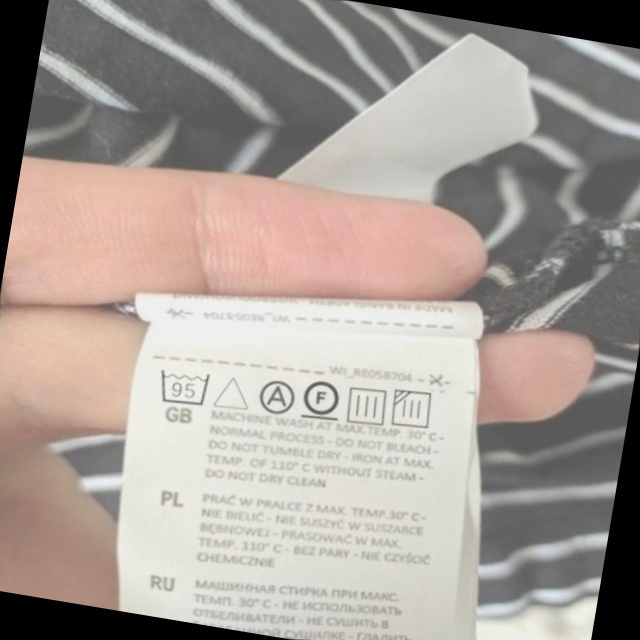 WI_RE058704
WI_RE058704
95 A F
GB
MACHINE WASH AT MAX.TEMP. 30° C -
NORMAL PROCESS - DO NOT BLEACH -
DO NOT TUMBLE DRY - IRON AT MAX.
TEMP. OF 110° C WITHOUT STEAM -
DO NOT DRY CLEAN
PL
PRAĆ W PRALCE Z MAX. TEMP.30° C -
NIE BIELIĆ - NIE SUSZYĆ W SUSZARCE
BĘBNOWEJ - PRASOWAĆ W MAX.
TEMP. 110° C - BEZ PARY - NIE CZYŚCIĆ
CHEMICZNIE
RU
МАШИННАЯ СТИРКА ПРИ МАКС.
ТЕМП. 30° C - НЕ ИСПОЛЬЗОВАТЬ
ОТБЕЛИВАТЕЛИ - НЕ СУШИТЬ В
СУШИЛКЕ - ГЛАДИТЬ